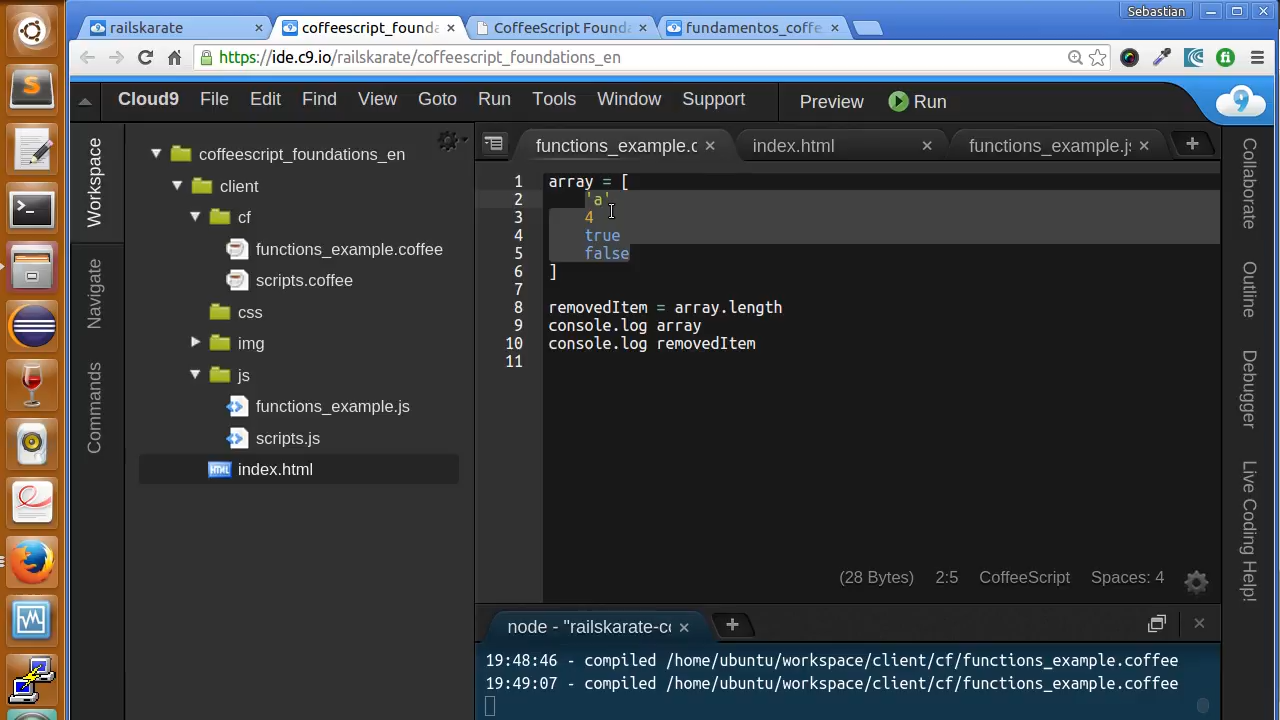 Sebastian
railskarate
coffeescript_founda
CoffeeScript Founda
fundamentos_coffe
https://ide.c9.io/railskarate/coffeescript_foundations_en
Cloud9 File Edit Find View Goto Run Tools Window Support Preview Run
Workspace
Navigate
Commands
coffeescript_foundations_en
client
cf
functions_example.coffee
scripts.coffee
css
img
js
functions_example.js
scripts.js
index.html
functions_example.c
index.html
functions_example.js
1 array = [
2 'a'
3 4
4 true
5 false
6 ]
7
8 removedItem = array.length
9 console.log array
10 console.log removedItem
11
(28 Bytes) 2:5 CoffeeScript Spaces: 4
Collaborate
Outline
Debugger
Live Coding Help!
node - "railskarate-co
19:48:46 - compiled /home/ubuntu/workspace/client/cf/functions_example.coffee
19:49:07 - compiled /home/ubuntu/workspace/client/cf/functions_example.coffee